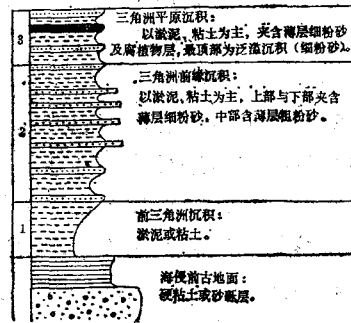 3
三角洲平原沉积：
以淤泥、粘土为主，夹含薄层细粉砂
及腐植物层，最顶部为泛滥沉积（细粉砂）。
2
三角洲前缘沉积：
以淤泥、粘土为主，上部与下部夹含
薄层细粉砂，中部含薄层粗粉砂。
1
前三角洲沉积：
淤泥或粘土。
海侵前古地面：
硬粘土或砂砾层。